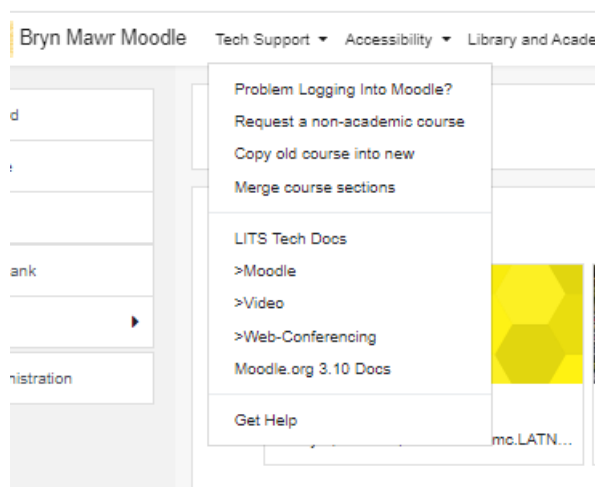 Bryn Mawr Moodle Tech Support Accessibility Library and Acade
Problem Logging Into Moodle?
Request a non-academic course
Copy old course into new
Merge course sections
LITS Tech Docs
>Moodle
>Video
>Web-Conferencing
Moodle.org 3.10 Docs
Get Help
d
ank
nistration
mc.LATN...